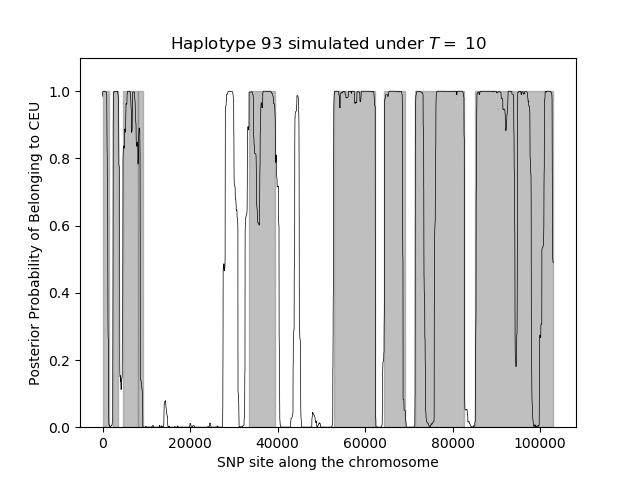 Haplotype 93 simulated under T = 10
Posterior Probability of Belonging to CEU
1.0
0.8
0.6
0.4
0.2
0.0
0 20000 40000 60000 80000 100000
SNP site along the chromosome